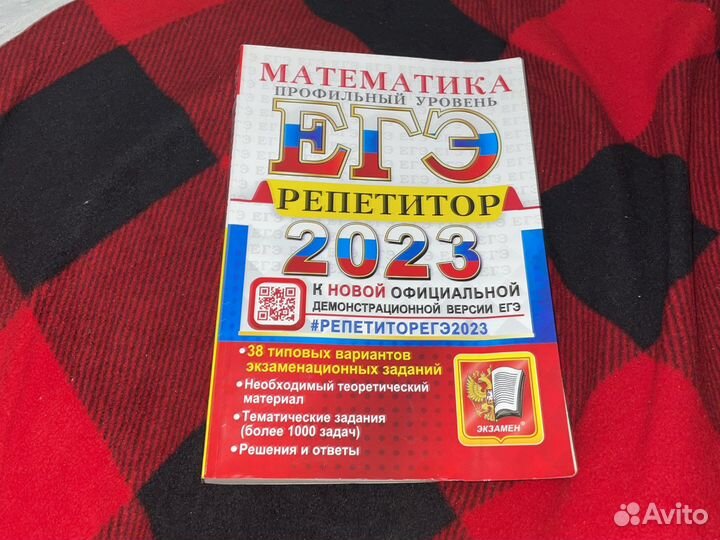 МАТЕМАТИКА
ПРОФИЛЬНЫЙ УРОВЕНЬ
ЕГЭ
РЕПЕТИТОР
2023
К НОВОЙ ОФИЦИАЛЬНОЙ
ДЕМОНСТРАЦИОННОЙ ВЕРСИИ ЕГЭ
#РЕПЕТИТОРЕГЭ2023
• 38 типовых вариантов
экзаменационных заданий
• Необходимый теоретический
материал
• Тематические задания
(более 1000 задач)
• Решения и ответы
ЭКЗАМЕН®
Avito